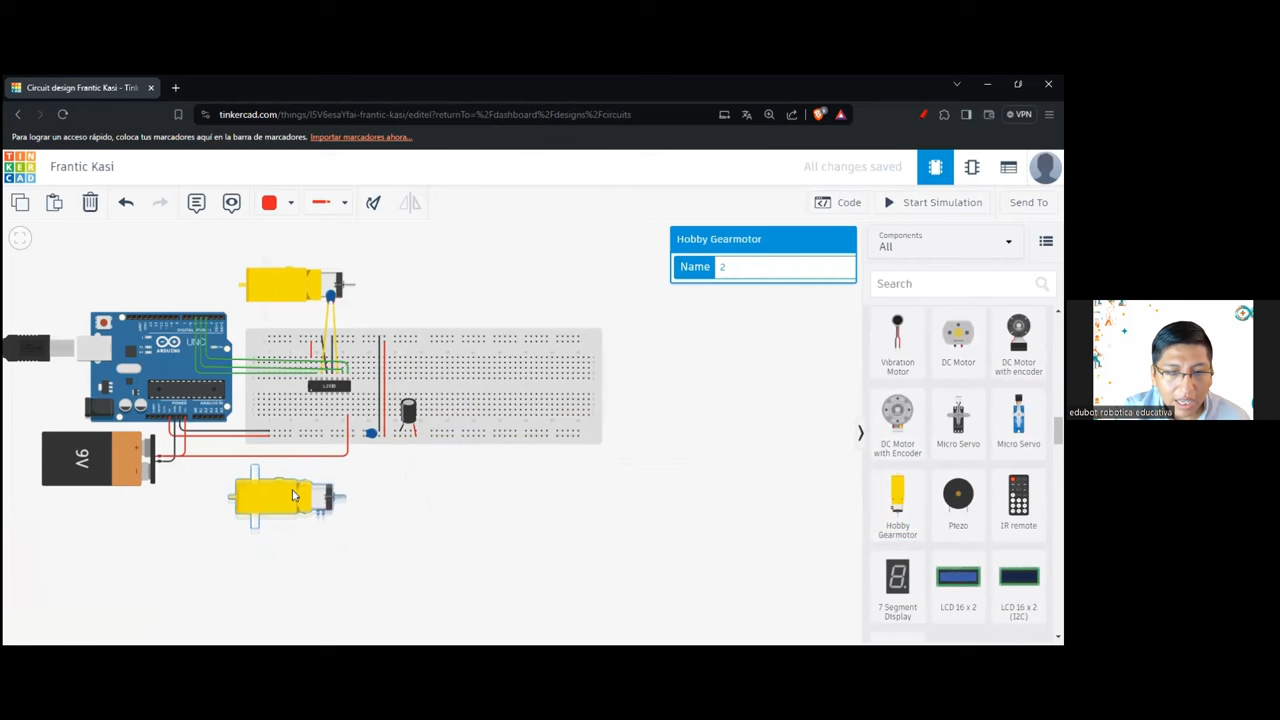 Circuit design Frantic Kasi - Tink
tinkercad.com/things/I5V6esaYfai-frantic-kasi/editel?returnTo=%2Fdashboard%2Fdesigns%2Fcircuits
VPN
Para lograr un acceso rápido, coloca tus marcadores aquí en la barra de marcadores. Importar marcadores ahora...
TIN
KER
CAD
Frantic Kasi
All changes saved
Code
Start Simulation
Send To
Hobby Gearmotor
Name 2
Components
All
Search
Vibration
Motor
DC Motor
DC Motor
with encoder
DC Motor
with Encoder
Micro Servo
Micro Servo
Hobby
Gearmotor
Piezo
IR remote
7 Segment
Display
LCD 16 x 2
LCD 16 x 2
(I2C)
UNO
9V
edubot robotica educativa